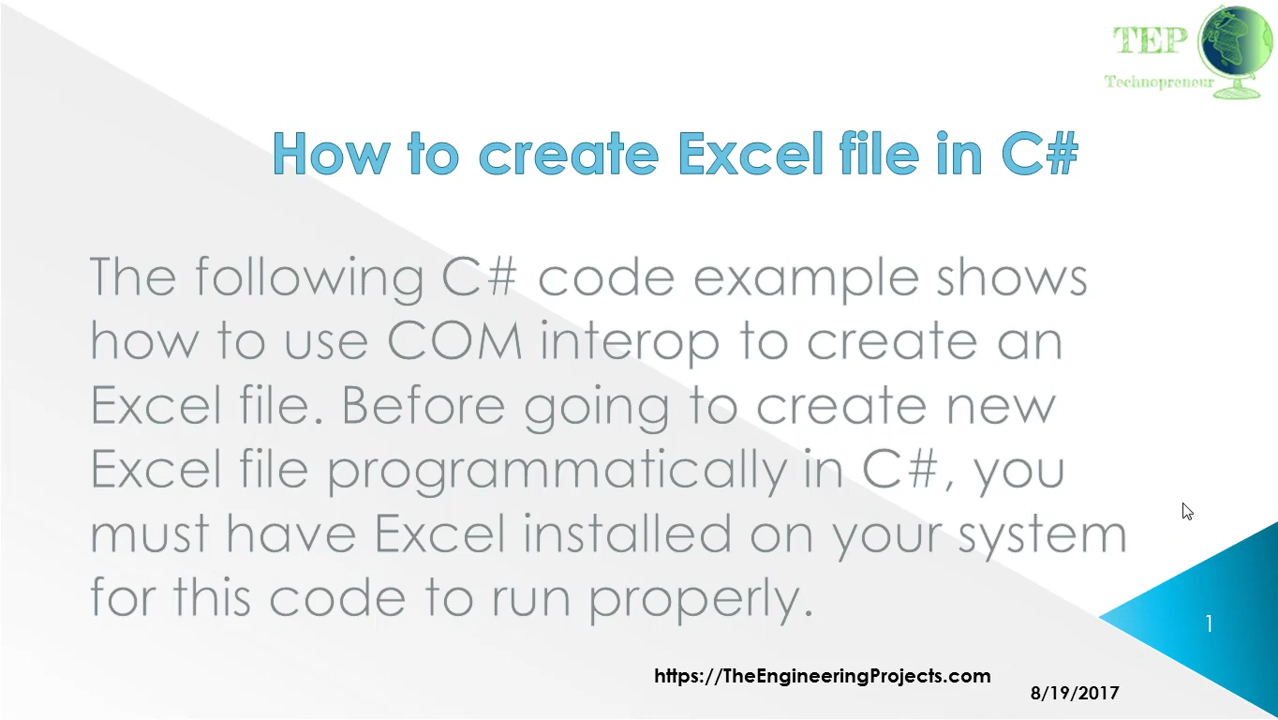 TEP
Technopreneur
How to create Excel file in C#
The following C# code example shows
how to use COM interop to create an
Excel file. Before going to create new
Excel file programmatically in C#, you
must have Excel installed on your system
for this code to run properly.
1
https://TheEngineeringProjects.com
8/19/2017